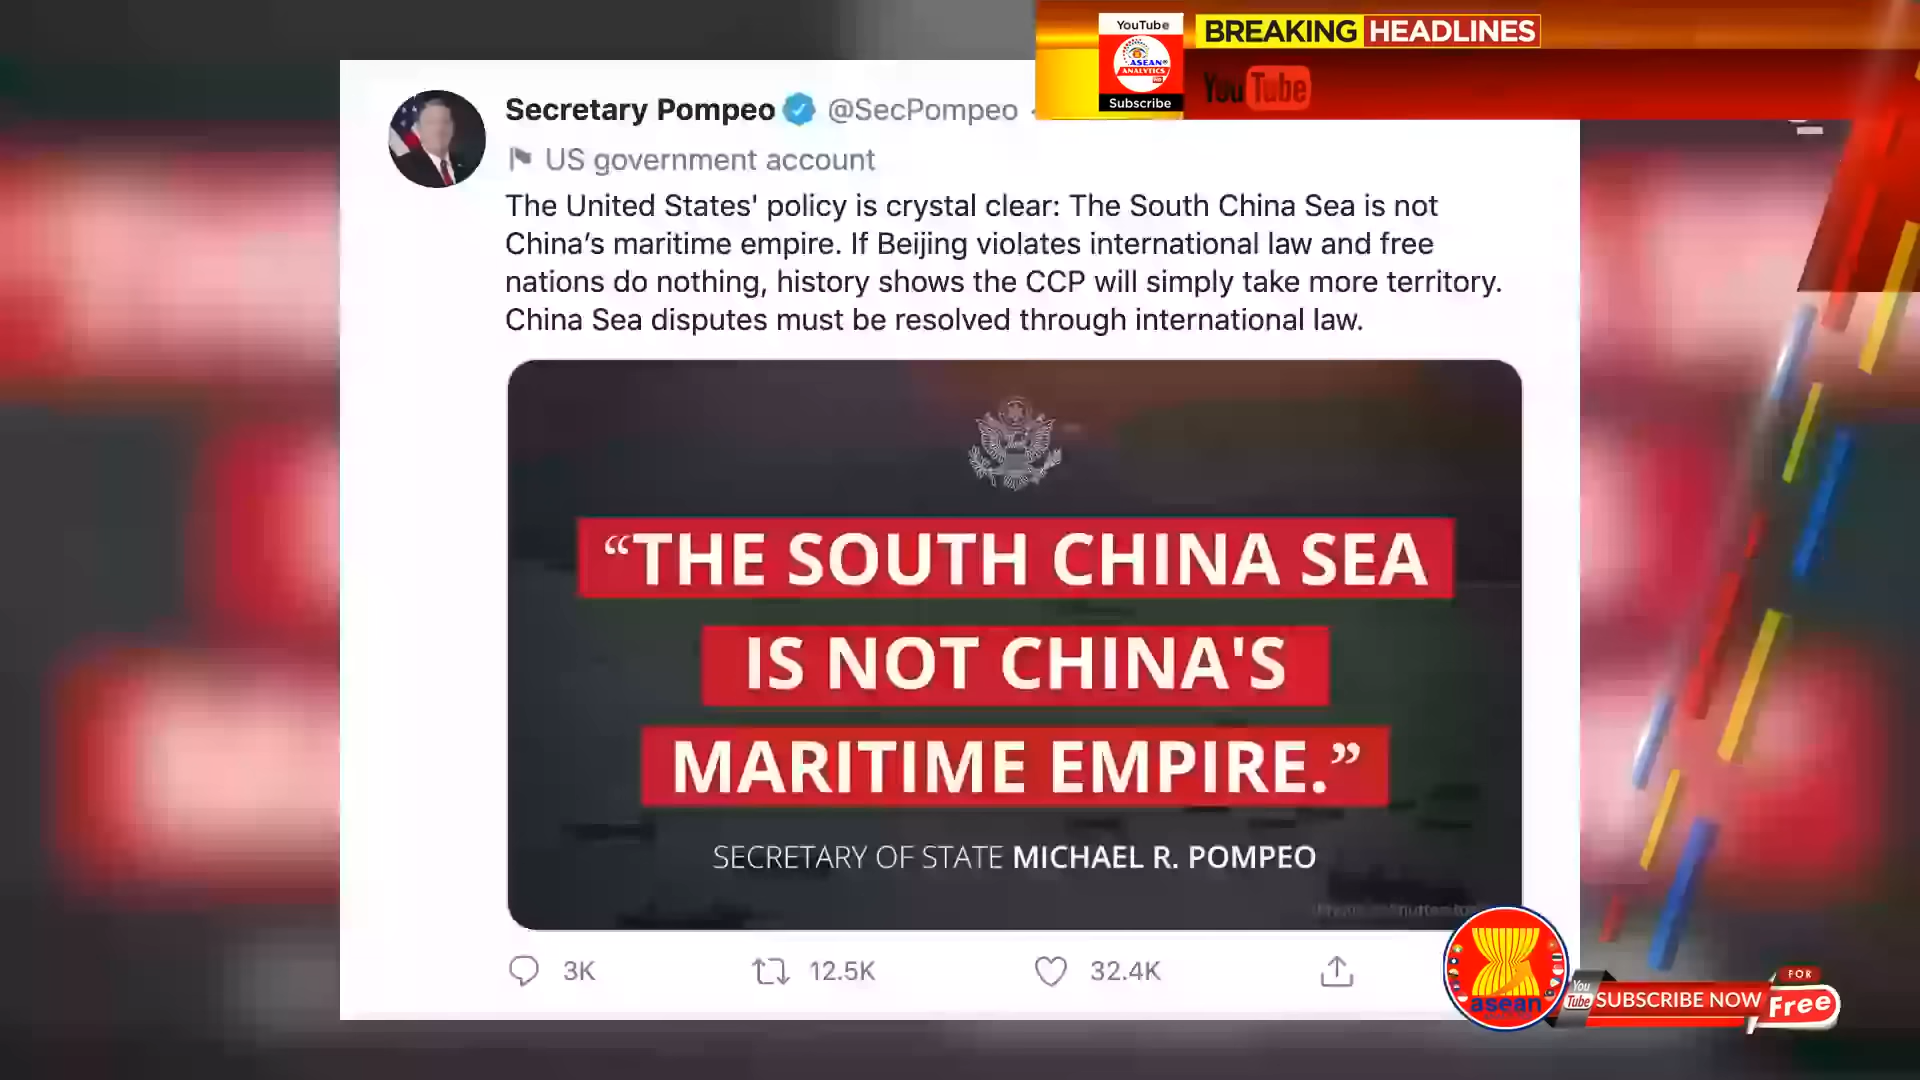 YouTube
BREAKING HEADLINES
ASEAN
ANALYTICS
Subscribe
YouTube
Secretary Pompeo @SecPompeo
US government account
The United States' policy is crystal clear: The South China Sea is not
China’s maritime empire. If Beijing violates international law and free
nations do nothing, history shows the CCP will simply take more territory.
China Sea disputes must be resolved through international law.
“THE SOUTH CHINA SEA
IS NOT CHINA'S
MARITIME EMPIRE.”
SECRETARY OF STATE MICHAEL R. POMPEO
3K 12.5K 32.4K
asean
YouTube SUBSCRIBE NOW FOR Free